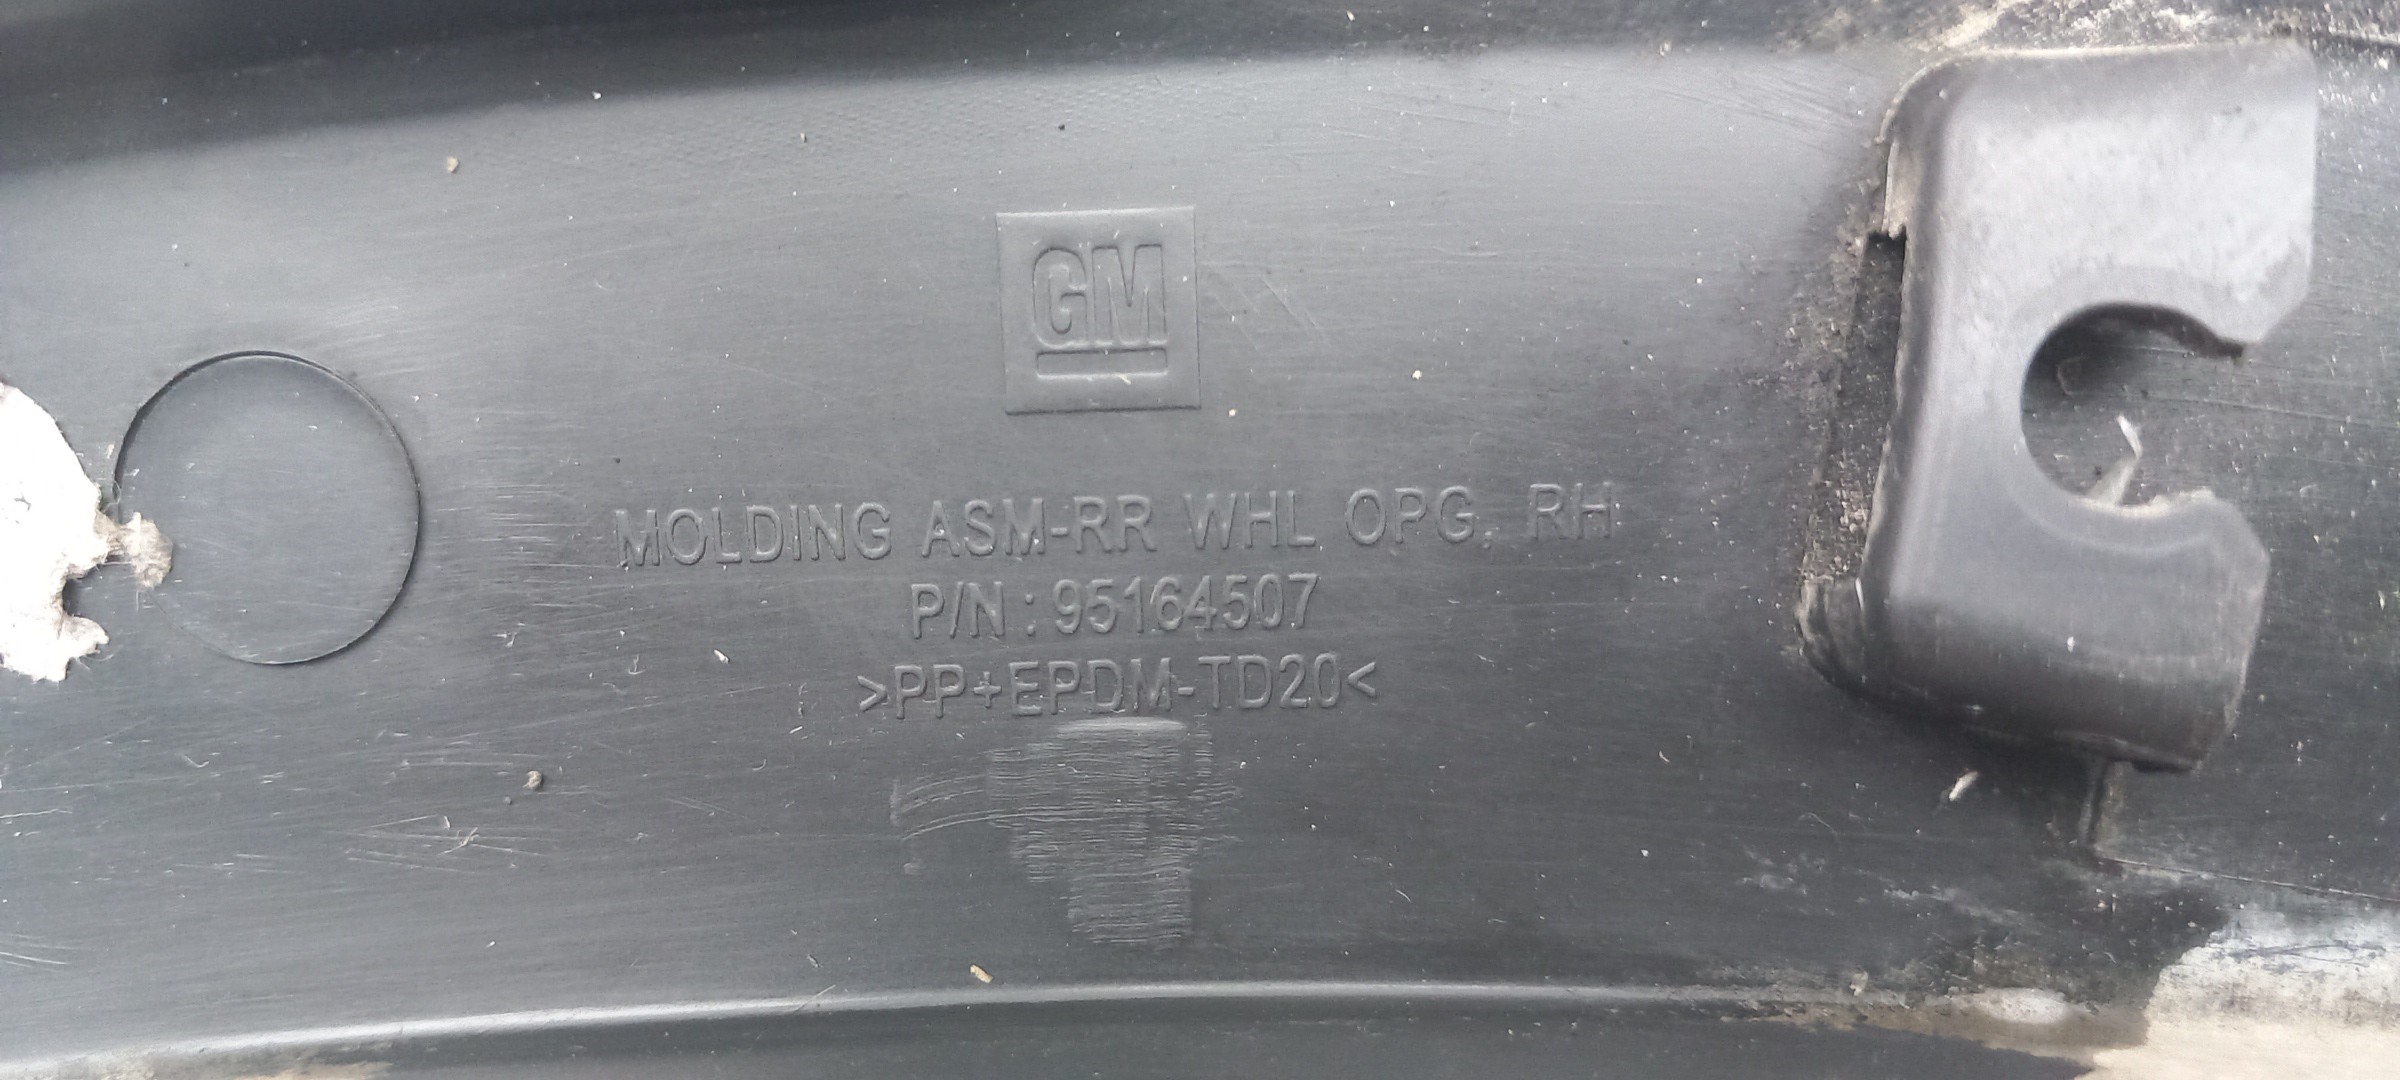 GM
MOLDING ASM-RR WHL OPG, RH
P/N : 95164507
>PP+EPDM-TD20<